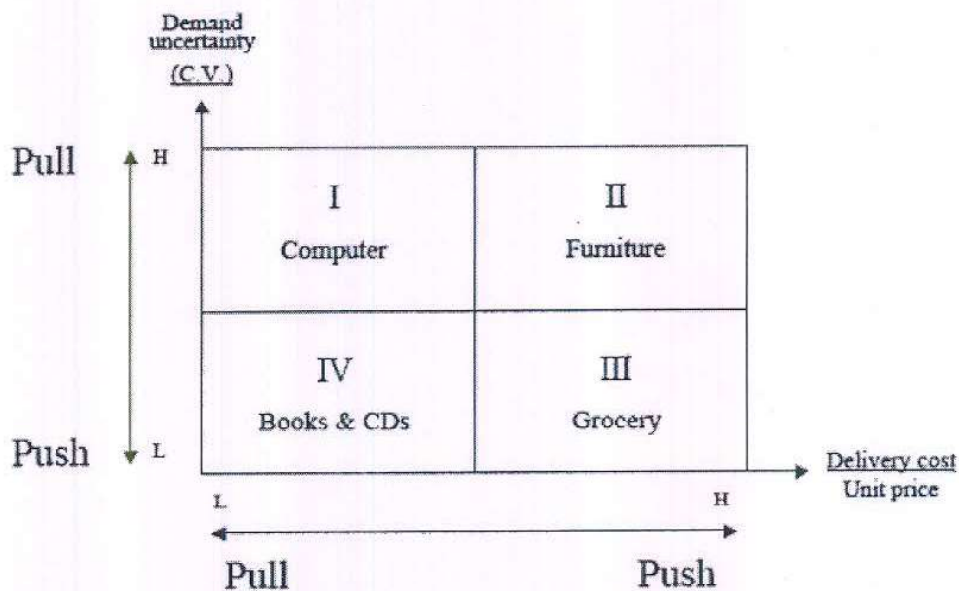 Demand
uncertainty
(C.V.)
Pull
H
I
II
Computer
Furniture
IV
III
Books & CDs
Grocery
Push
L
Delivery cost
Unit price
L
H
Pull
Push